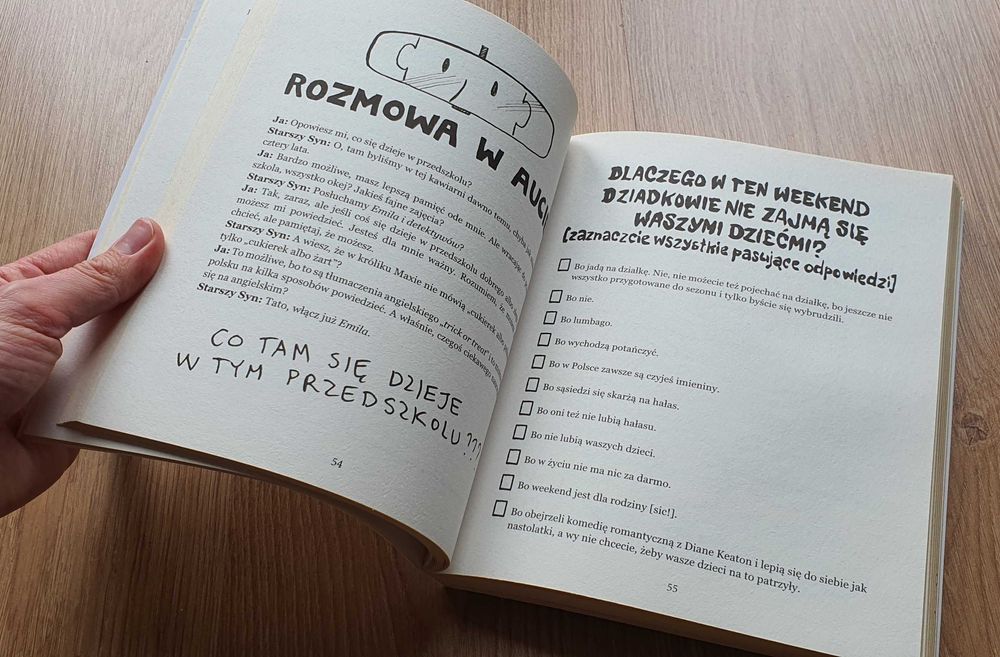 ROZMOWA W AUCIE
Ja: Opowiesz mi, co się dzieje w przedszkolu?
Starszy Syn: O, tam byliśmy w tej kawiarni dawno temu, chyba jak
cztery lata.
Ja: Bardzo możliwe, masz lepszą pamięć ode mnie. Ale wracając
szkola, wszystko okej? Jakieś fajne zajęcia?
Starszy Syn: Posłuchamy Emila i detektywów?
Ja: Tak, zaraz, ale jeśli coś się dzieje w przedszkolu dobrego albo
możesz mi powiedzieć. Jesteś dla mnie ważny. Rozumiem, że
chcieć, ale pamiętaj, że możesz.
Starszy Syn: A wiesz, że w króliku Maxie nie mówią „cukierek albo
tylko „cukierek albo żart”?
Ja: To możliwe, bo to są tłumaczenia angielskiego „trick or treat” i to
polsku na kilka sposobów powiedzieć. A właśnie, czegoś ciekawego
się na angielskim?
Starszy Syn: Tato, włącz już Emila.
CO TAM SIĘ DZIEJE
W TYM PRZEDSZKOLU???
54
DLACZEGO W TEN WEEKEND
DZIADKOWIE NIE ZAJMĄ SIĘ
WASZYMI DZIEĆMI?
[zaznaczcie wszystkie pasujące odpowiedzi]
Bo jadą na działkę. Nie, nie możecie też pojechać na działkę, bo jeszcze nie
wszystko przygotowane do sezonu i tylko byście się wybrudzili.
Bo nie.
Bo lumbago.
Bo wychodzą potańczyć.
Bo w Polsce zawsze są czyjeś imieniny.
Bo sąsiedzi się skarżą na hałas.
Bo oni też nie lubią hałasu.
Bo nie lubią waszych dzieci.
Bo w życiu nie ma nic za darmo.
Bo weekend jest dla rodziny [sic!].
Bo obejrzeli komedię romantyczną z Diane Keaton i lepią się do siebie jak
nastolatki, a wy nie chcecie, żeby wasze dzieci na to patrzyły.
55